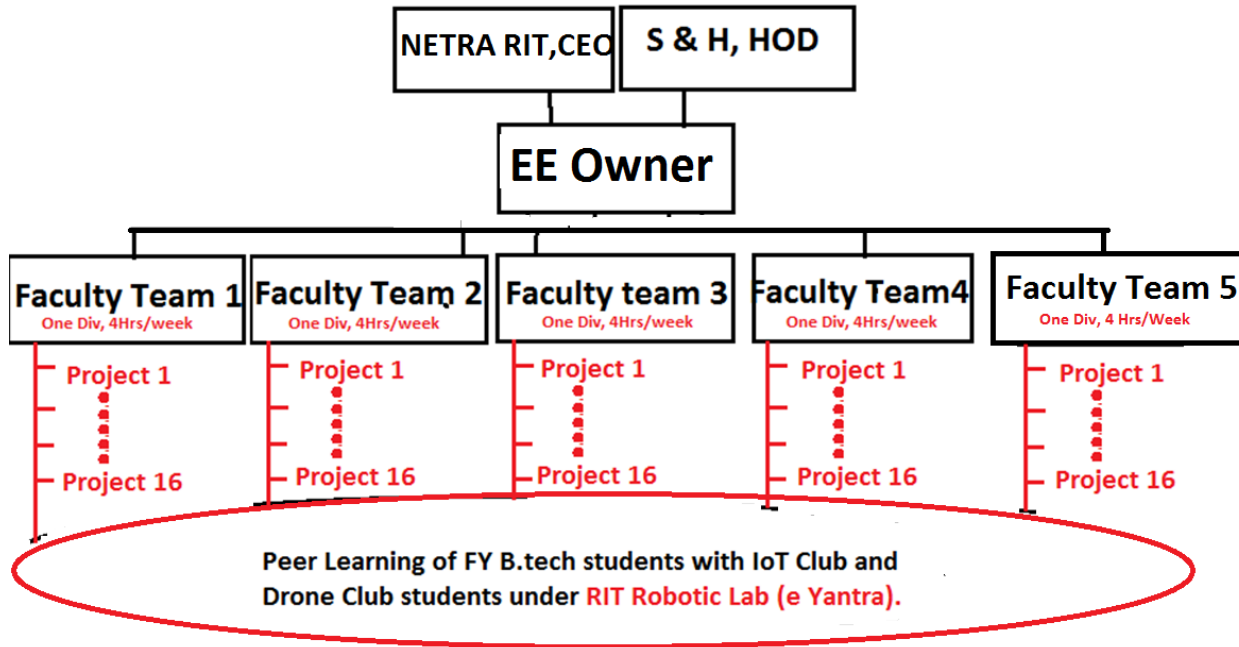 NETRA RIT,CEO
S & H, HOD
EE Owner
Faculty Team 1
One Div, 4Hrs/week
Faculty Team 2
One Div, 4Hrs/week
Faculty team 3
One Div, 4Hrs/week
Faculty Team4
One Div, 4Hrs/week
Faculty Team 5
One Div, 4 Hrs/Week
Project 1
Project 16
Project 1
Project 16
Project 1
Project 16
Project 1
Project 16
Project 1
Project 16
Peer Learning of FY B.tech students with IoT Club and
Drone Club students under RIT Robotic Lab (e Yantra).